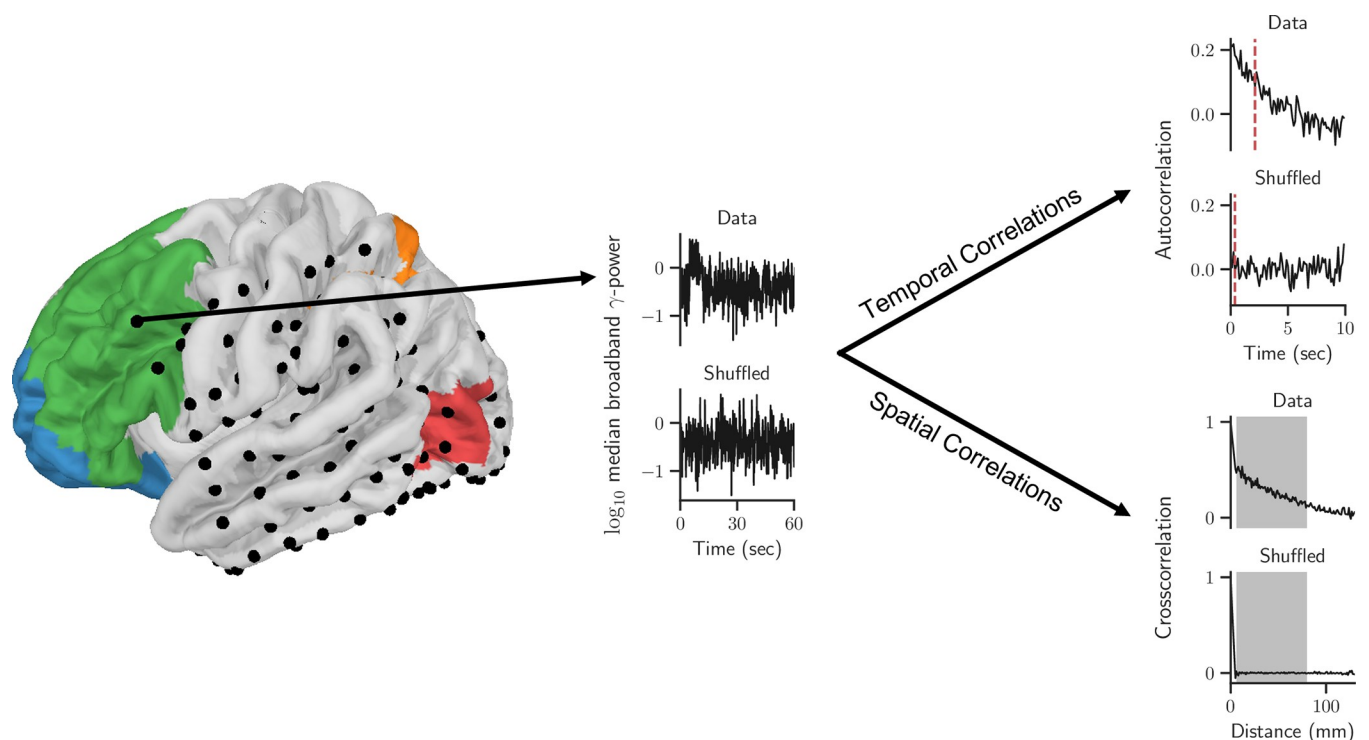 Data
log₁₀ median broadband γ-power
0
−1
Shuffled
0
−1
0 30 60
Time (sec)
Temporal Correlations
Spatial Correlations
Data
Autocorrelation
0.2
0.0
Shuffled
0.2
0.0
0 5 10
Time (sec)
Data
Crosscorrelation
1
0
Shuffled
1
0
0 100
Distance (mm)